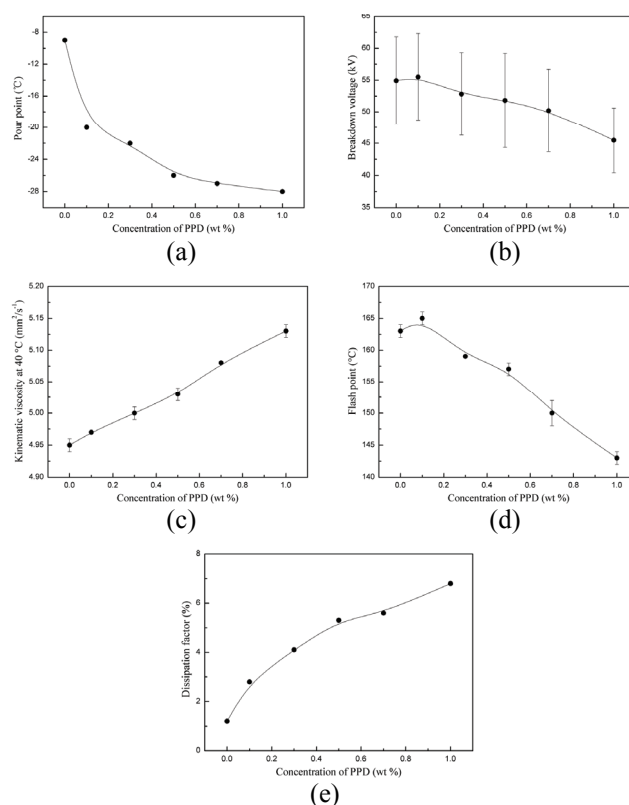 -8
-12
-16
-20
-24
-28
Pour point (℃)
0.0 0.2 0.4 0.6 0.8 1.0
Concentration of PPD (wt %)
(a)
65
60
55
50
45
40
35
Breakdown voltage (kV)
0.0 0.2 0.4 0.6 0.8 1.0
Concentration of PPD (wt %)
(b)
5.20
5.15
5.10
5.05
5.00
4.95
4.90
Kinematic viscosity at 40 °C (mm²/s⁻¹)
0.0 0.2 0.4 0.6 0.8 1.0
Concentration of PPD (wt %)
(c)
170
165
160
155
150
145
140
Flash point (°C)
0.0 0.2 0.4 0.6 0.8 1.0
Concentration of PPD (wt %)
(d)
8
6
4
2
0
Dissipation factor (%)
0.0 0.2 0.4 0.6 0.8 1.0
Concentration of PPD (wt %)
(e)